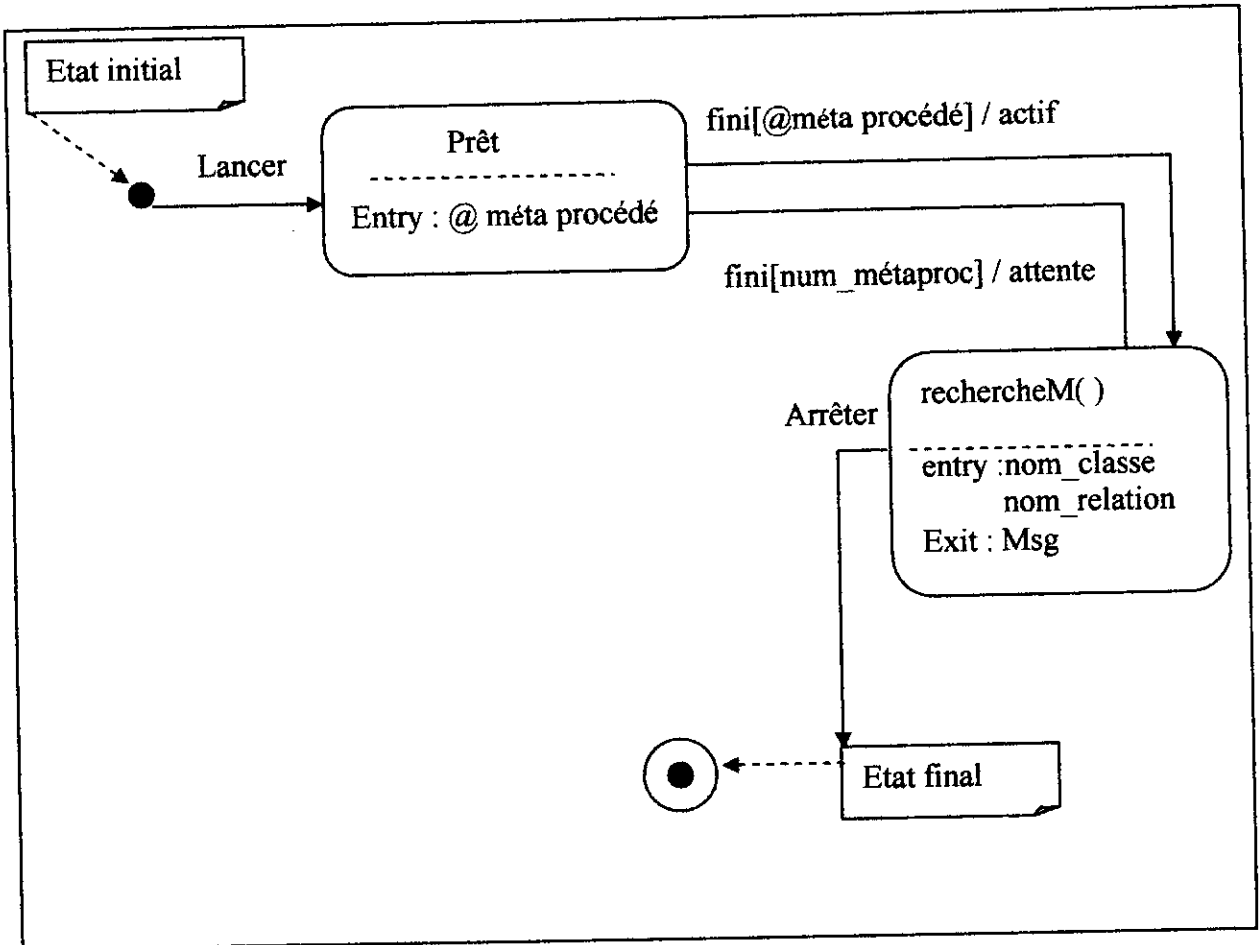 Etat initial
Lancer
Prêt
Entry : @ méta procédé
fini[@méta procédé] / actif
fini[num_métaproc] / attente
Arrêter
rechercheM( )
entry :nom_classe
nom_relation
Exit : Msg
Etat final